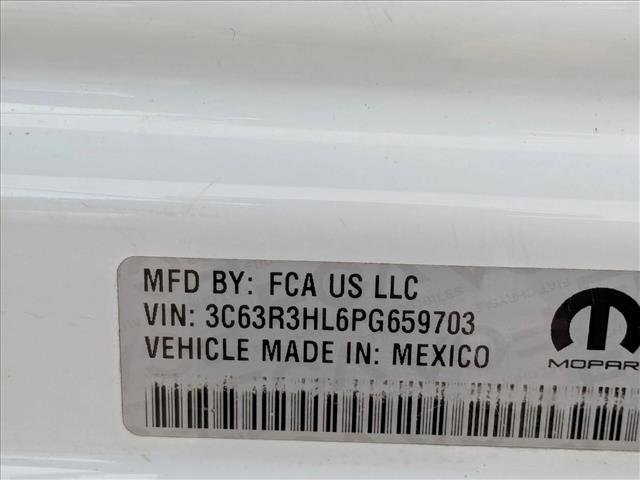 MFD BY: FCA US LLC
VIN: 3C63R3HL6PG659703
VEHICLE MADE IN: MEXICO
MOPAR